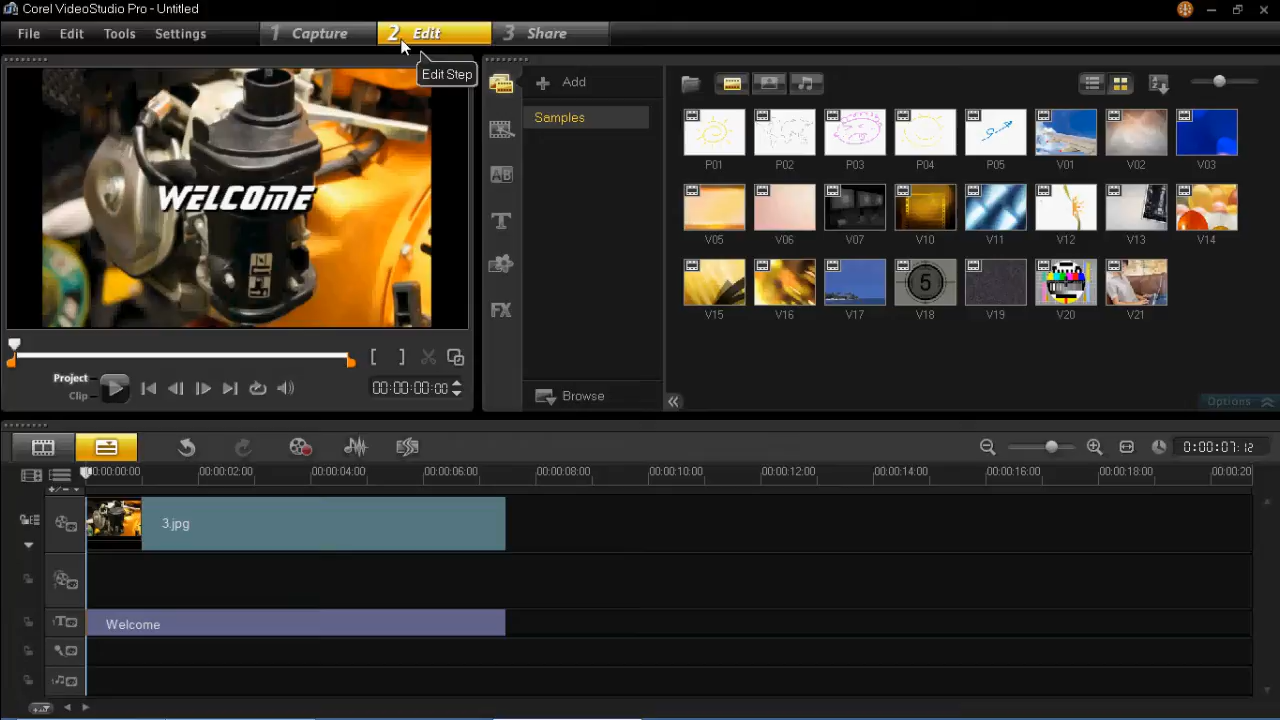 Corel VideoStudio Pro - Untitled
File Edit Tools Settings 1 Capture 2 Edit 3 Share
Edit Step
WELCOME
Add
Samples
P01 P02 P03 P04 P05 V01 V02 V03
V05 V06 V07 V10 V11 V12 V13 V14
5
V15 V16 V17 V18 V19 V20 V21
AB
T
FX
Project
Clip
[ ]
00:00:00:00
Browse
Options
0:00:07:12
00:00:00:00 00:00:02:00 00:00:04:00 00:00:06:00 00:00:08:00 00:00:10:00 00:00:12:00 00:00:14:00 00:00:16:00 00:00:18:00 00:00:20
3.jpg
1T Welcome